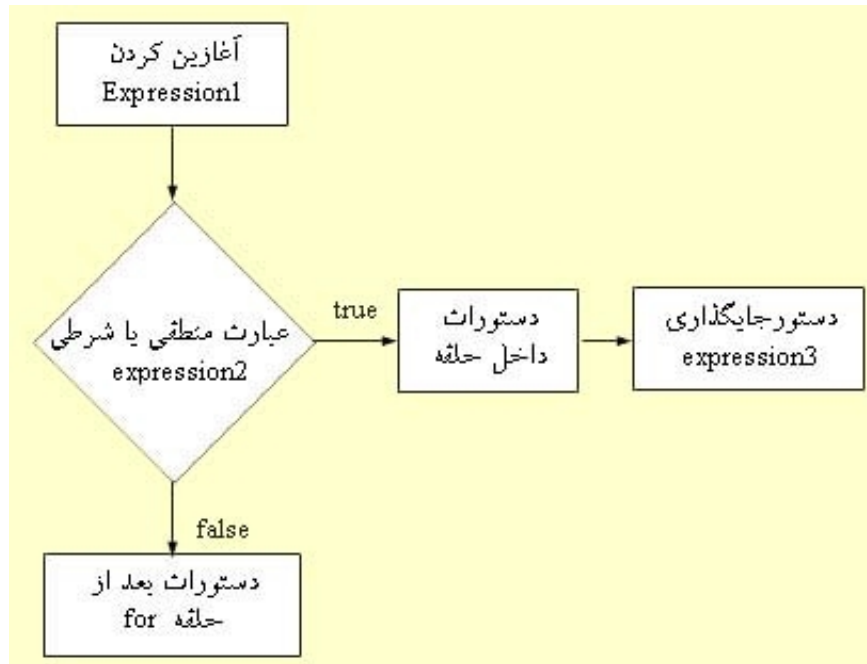 آغازین کردن
Expression1
عبارت منطقی یا شرطی
expression2
true
دستورات
داخل حلقه
دستورجایگذاری
expression3
false
دستورات بعد از
حلقه for